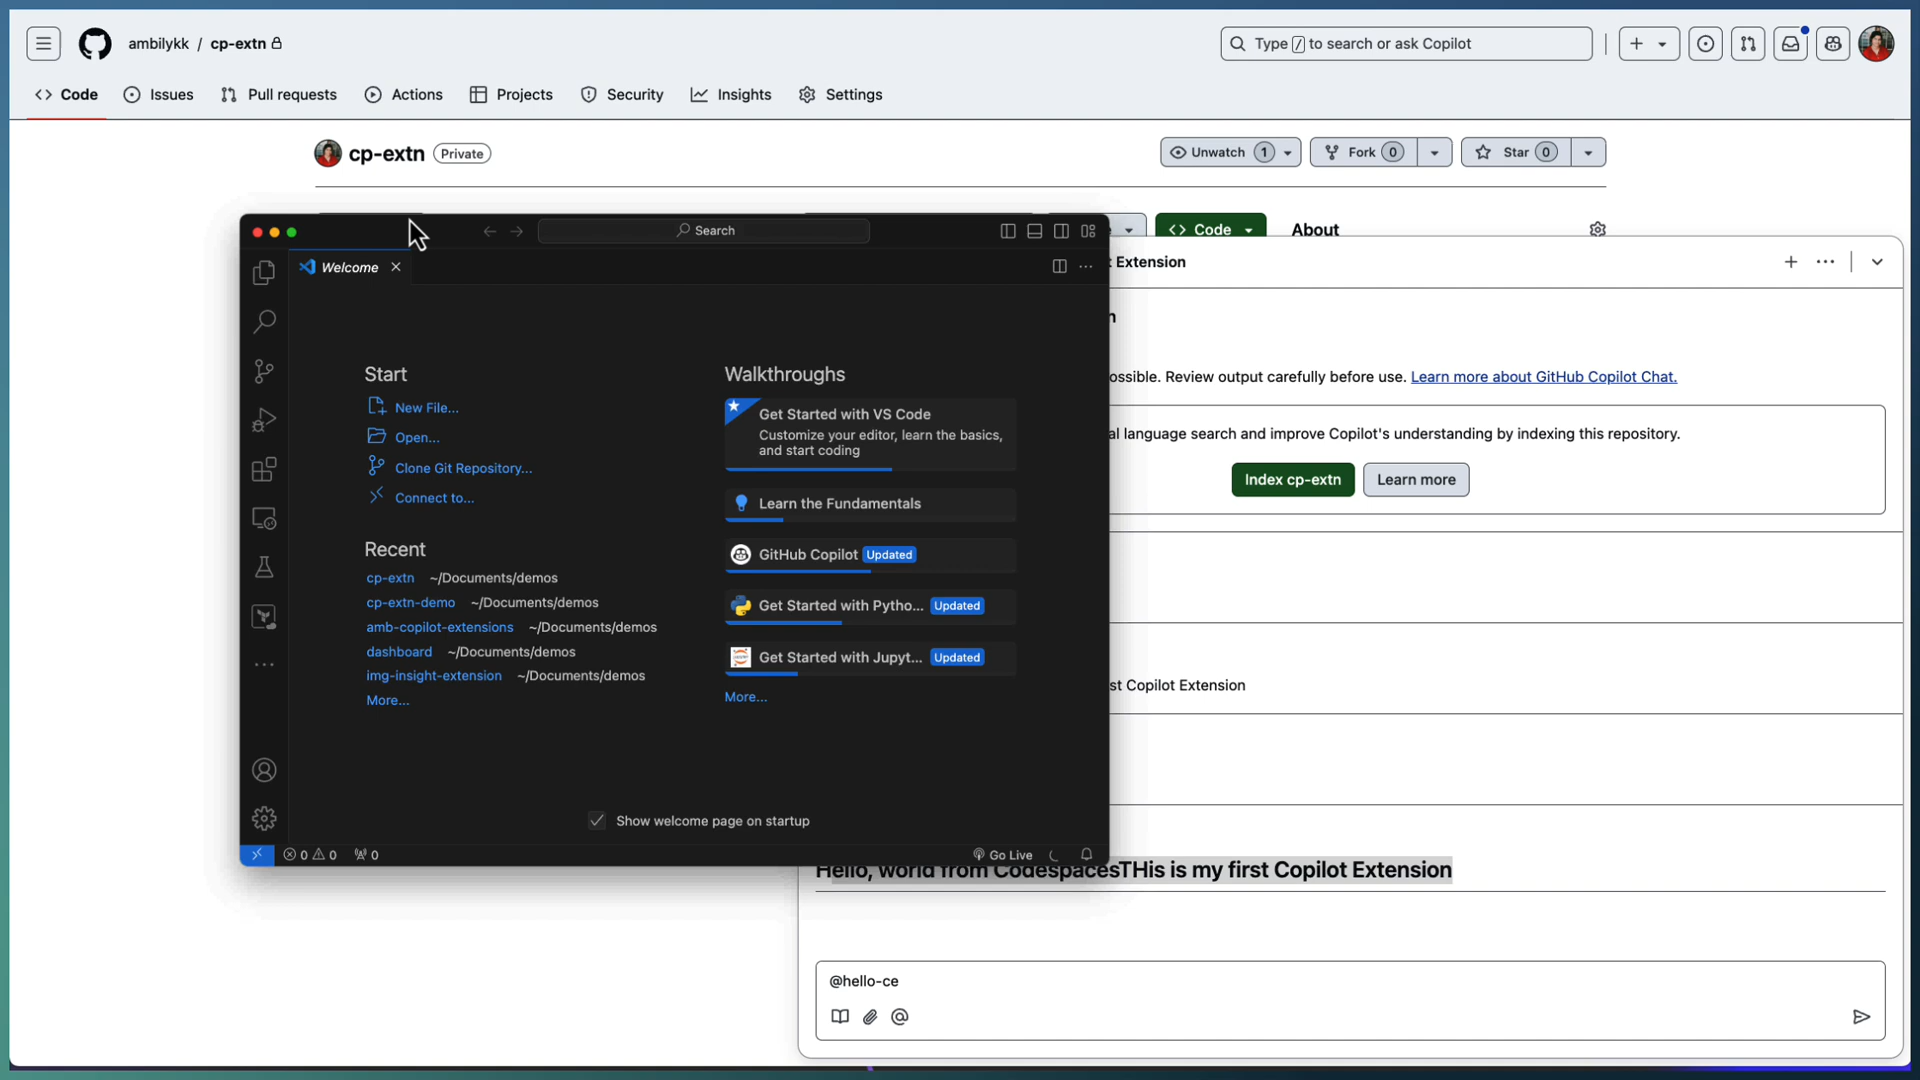 ambilykk / cp-extn
Type / to search or ask Copilot
Code Issues Pull requests Actions Projects Security Insights Settings
cp-extn Private
Unwatch 1 Fork 0 Star 0
Search
Code
About
Welcome
Extension
Start
New File...
Open...
Clone Git Repository...
Connect to...
Recent
cp-extn ~/Documents/demos
cp-extn-demo ~/Documents/demos
amb-copilot-extensions ~/Documents/demos
dashboard ~/Documents/demos
img-insight-extension ~/Documents/demos
More...
Walkthroughs
Get Started with VS Code
Customize your editor, learn the basics,
and start coding
Learn the Fundamentals
GitHub Copilot Updated
Get Started with Pytho... Updated
Get Started with Jupyt... Updated
More...
Show welcome page on startup
0 0 0
Go Live
ossible. Review output carefully before use. Learn more about GitHub Copilot Chat.
al language search and improve Copilot's understanding by indexing this repository.
Index cp-extn Learn more
st Copilot Extension
Hello, world from CodespacesTHis is my first Copilot Extension
@hello-ce